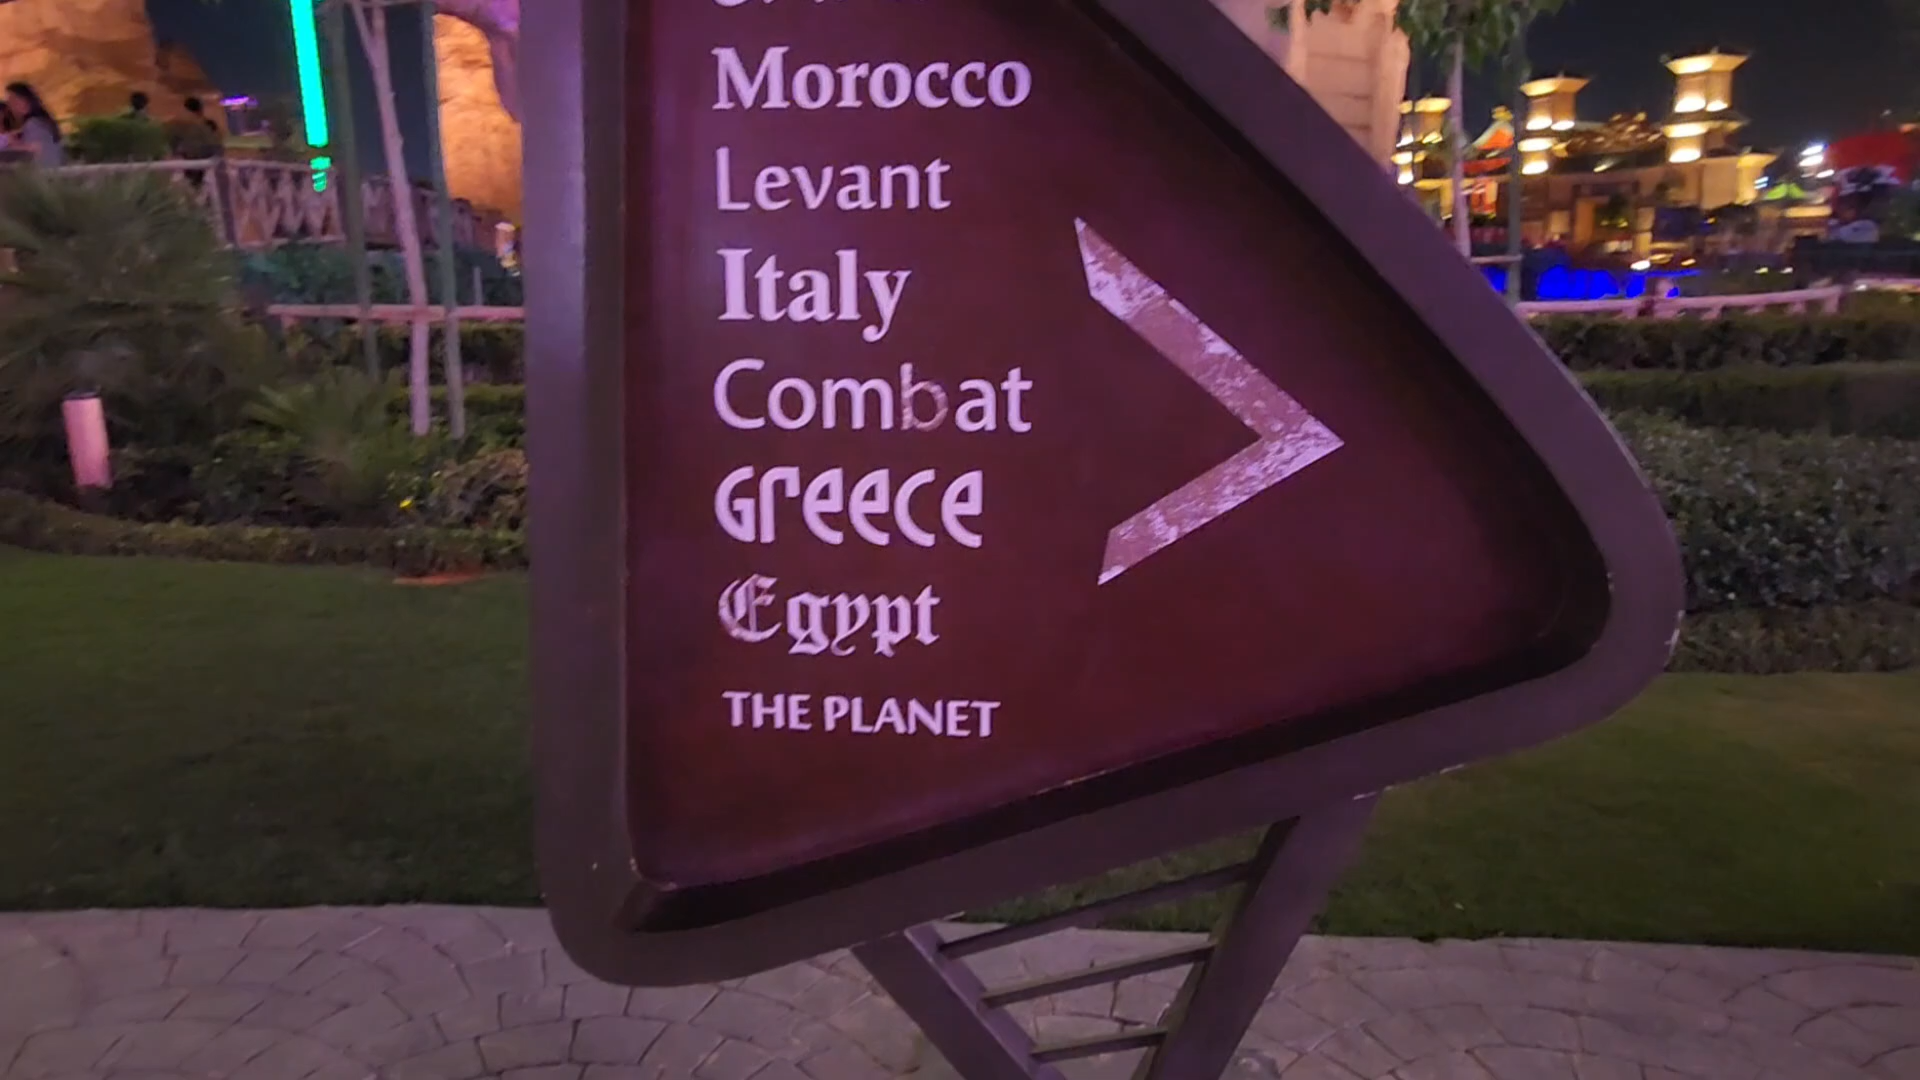 Morocco
Levant
Italy
Combat
Greece
Egypt
THE PLANET